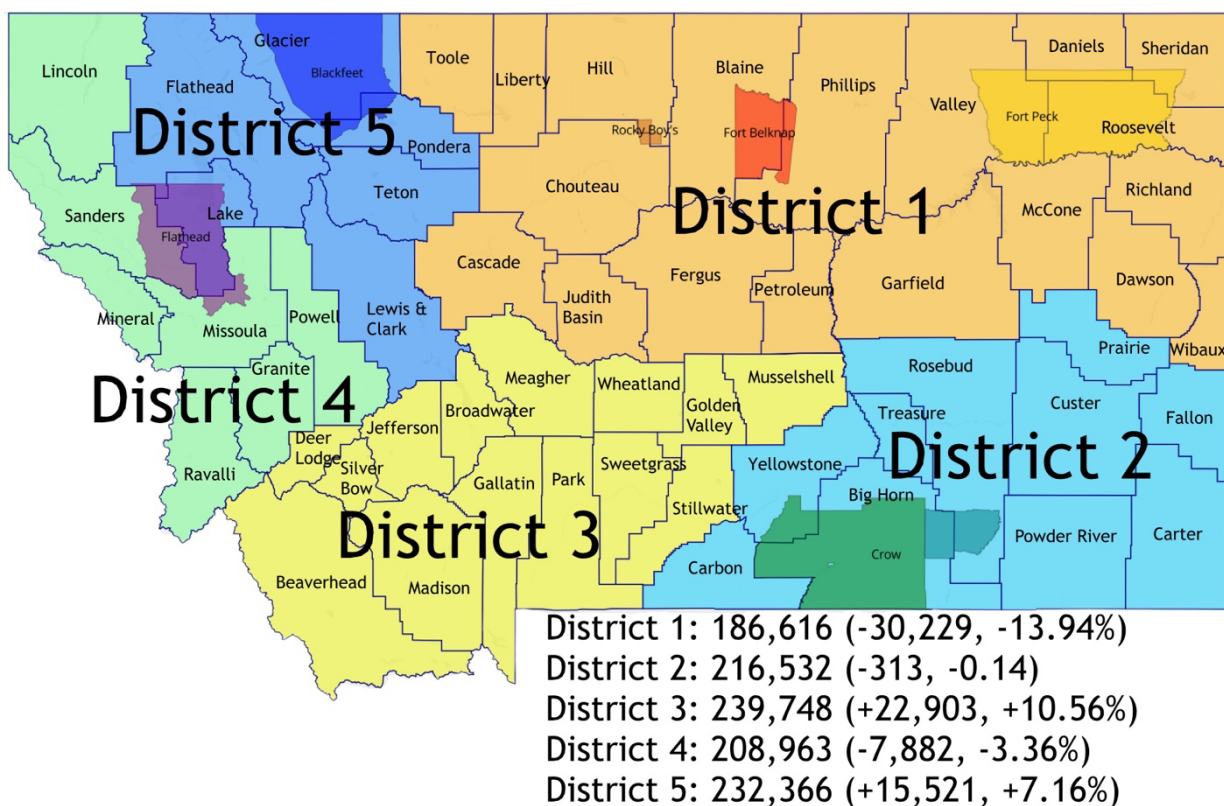 Lincoln
Glacier
Blackfeet
Flathead
Toole
Liberty
Hill
Blaine
Phillips
Daniels
Sheridan
Valley
Fort Peck
Roosevelt
District 5
Rocky Boy's
Fort Belknap
Pondera
Teton
Chouteau
Richland
Sanders
Lake
Flathead
District 1
McCone
Cascade
Fergus
Garfield
Dawson
Judith
Basin
Petroleum
Mineral
Missoula
Powell
Lewis &
Clark
Prairie
Wibaux
Granite
Meagher
Wheatland
Musselshell
Rosebud
District 4
Broadwater
Golden
Valley
Treasure
Custer
Fallon
Jefferson
Deer
Lodge
Ravalli
Silver
Bow
Gallatin
Park
Sweetgrass
Yellowstone
District 2
Big Horn
Stillwater
District 3
Powder River
Carter
Beaverhead
Madison
Carbon
Crow
District 1: 186,616 (-30,229, -13.94%)
District 2: 216,532 (-313, -0.14)
District 3: 239,748 (+22,903, +10.56%)
District 4: 208,963 (-7,882, -3.36%)
District 5: 232,366 (+15,521, +7.16%)